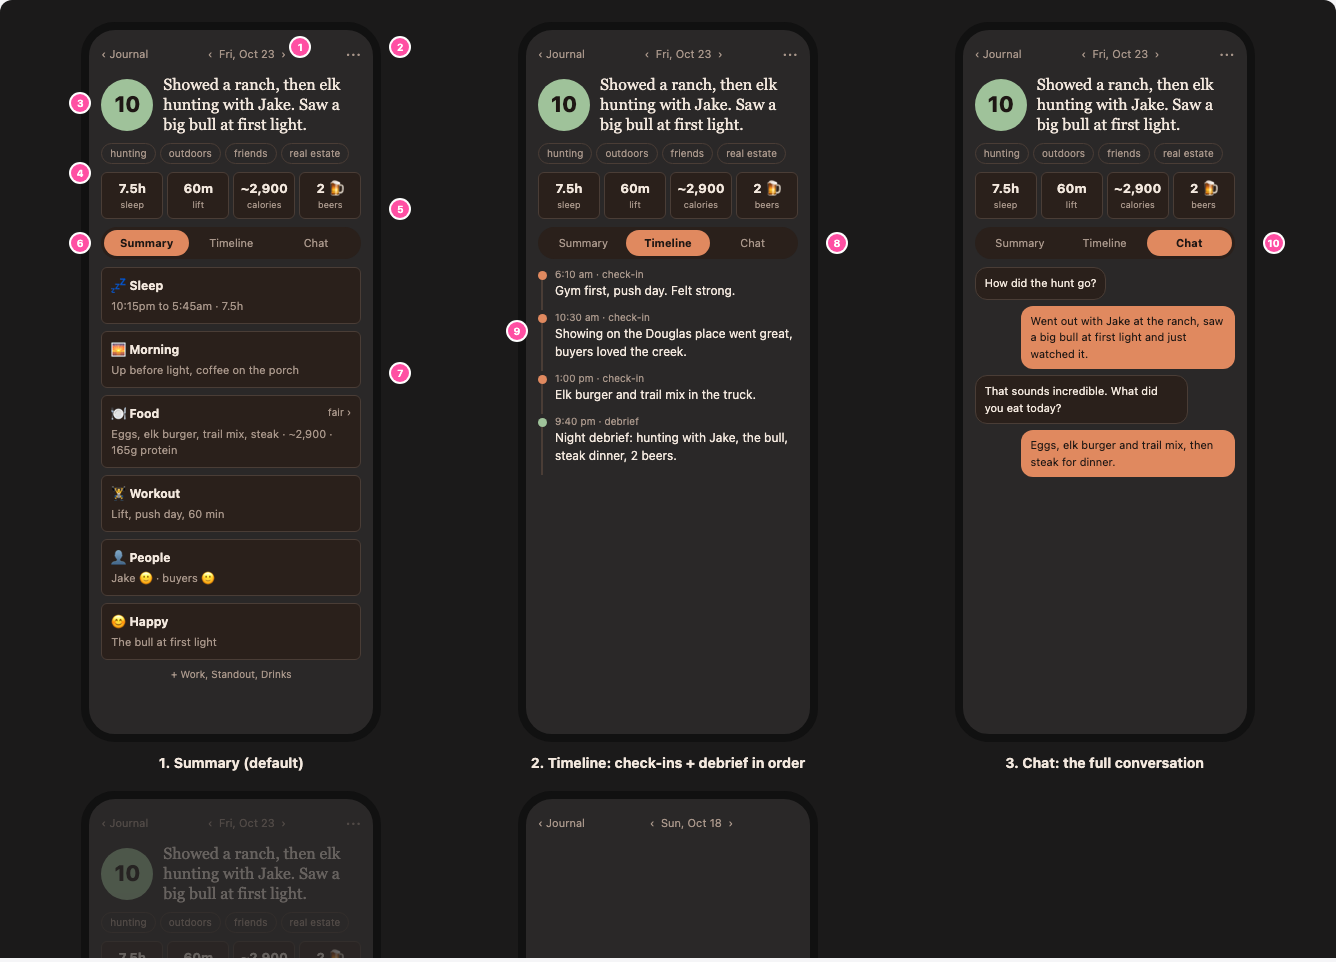 ‹ Journal
‹ Fri, Oct 23 ›
1
···
2
3
10
Showed a ranch, then elk
hunting with Jake. Saw a
big bull at first light.
hunting
outdoors
friends
real estate
4
7.5h
sleep
60m
lift
~2,900
calories
2 🍺
beers
5
6
Summary
Timeline
Chat
💤 Sleep
10:15pm to 5:45am · 7.5h
🌅 Morning
Up before light, coffee on the porch
7
🍽️ Food
fair ›
Eggs, elk burger, trail mix, steak · ~2,900 ·
165g protein
🏋️ Workout
Lift, push day, 60 min
👤 People
Jake 🙂 · buyers 🙂
😊 Happy
The bull at first light
+ Work, Standout, Drinks
1. Summary (default)
‹ Journal
‹ Fri, Oct 23 ›
···
10
Showed a ranch, then elk
hunting with Jake. Saw a
big bull at first light.
hunting
outdoors
friends
real estate
7.5h
sleep
60m
lift
~2,900
calories
2 🍺
beers
Summary
Timeline
Chat
8
6:10 am · check-in
Gym first, push day. Felt strong.
9
10:30 am · check-in
Showing on the Douglas place went great,
buyers loved the creek.
1:00 pm · check-in
Elk burger and trail mix in the truck.
9:40 pm · debrief
Night debrief: hunting with Jake, the bull,
steak dinner, 2 beers.
2. Timeline: check-ins + debrief in order
‹ Journal
‹ Fri, Oct 23 ›
···
10
Showed a ranch, then elk
hunting with Jake. Saw a
big bull at first light.
hunting
outdoors
friends
real estate
7.5h
sleep
60m
lift
~2,900
calories
2 🍺
beers
Summary
Timeline
Chat
10
How did the hunt go?
Went out with Jake at the ranch, saw
a big bull at first light and just
watched it.
That sounds incredible. What did
you eat today?
Eggs, elk burger and trail mix, then
steak for dinner.
3. Chat: the full conversation
‹ Journal
‹ Fri, Oct 23 ›
···
10
Showed a ranch, then elk
hunting with Jake. Saw a
big bull at first light.
hunting
outdoors
friends
real estate
7.5h
60m
~2,900
2 🍺
‹ Journal
‹ Sun, Oct 18 ›